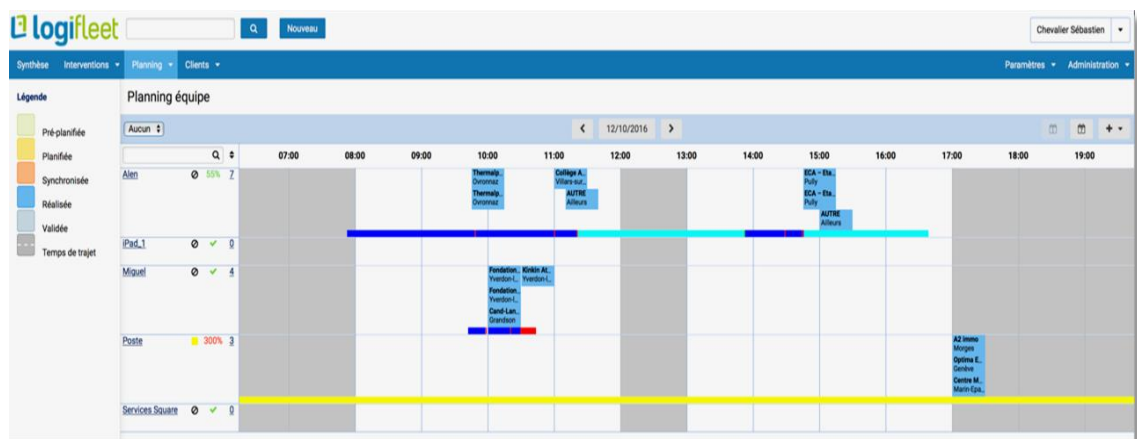 logifleet
Nouveau
Chevalier Sébastien
Synthèse Interventions Planning Clients Paramètres Administration
Légende
Pré-planifiée
Planifiée
Synchronisée
Réalisée
Validée
Temps de trajet
Planning équipe
Aucun
12/10/2016
07:00 08:00 09:00 10:00 11:00 12:00 13:00 14:00 15:00 16:00 17:00 18:00 19:00
Alen 55% 7
Thermalp..
Ovronnaz
Thermalp..
Ovronnaz
Collège A..
Villars-sur..
AUTRE
Ailleurs
ECA - Eta..
Pully
ECA - Eta..
Pully
AUTRE
Ailleurs
iPad_1 0
Miguel 4
Fondation..
Yverdon-l..
Kinkin At..
Yverdon-l..
Fondation..
Yverdon-l..
Cand-Lan..
Grandson
Poste 300% 3
A2 immo
Morges
Optima E..
Genève
Centre M..
Marin-Epa..
Services Square 0